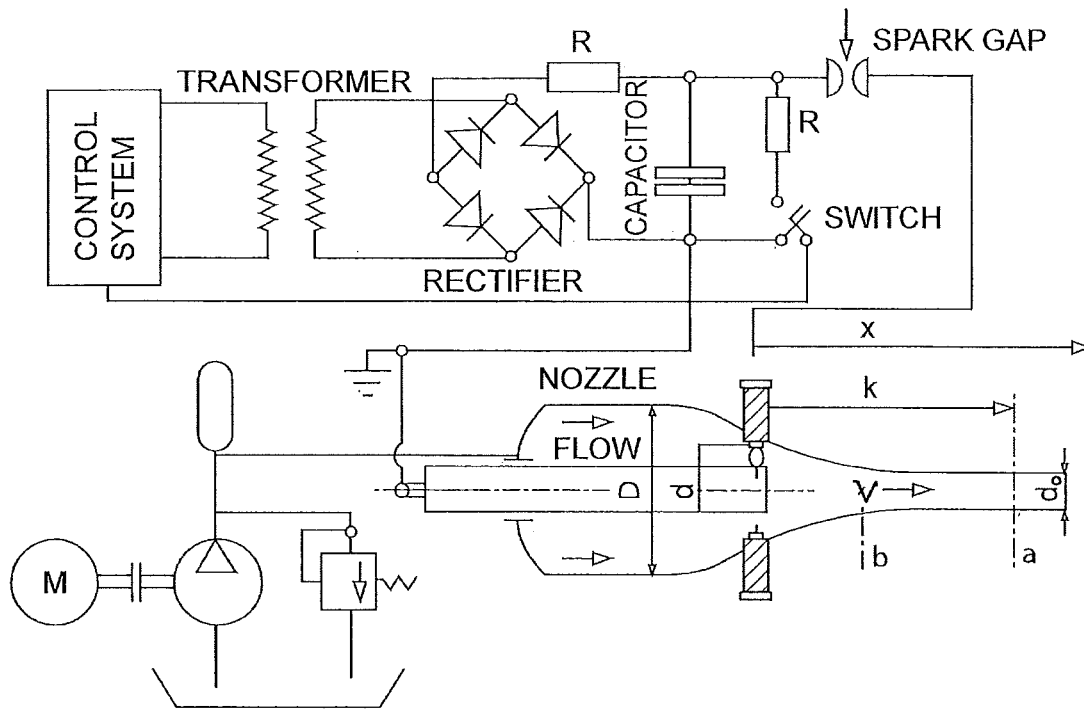 R
SPARK GAP
TRANSFORMER
R
CONTROL
SYSTEM
CAPACITOR
SWITCH
RECTIFIER
x
NOZZLE
k
FLOW
D
d
V
d₀
M
b
a